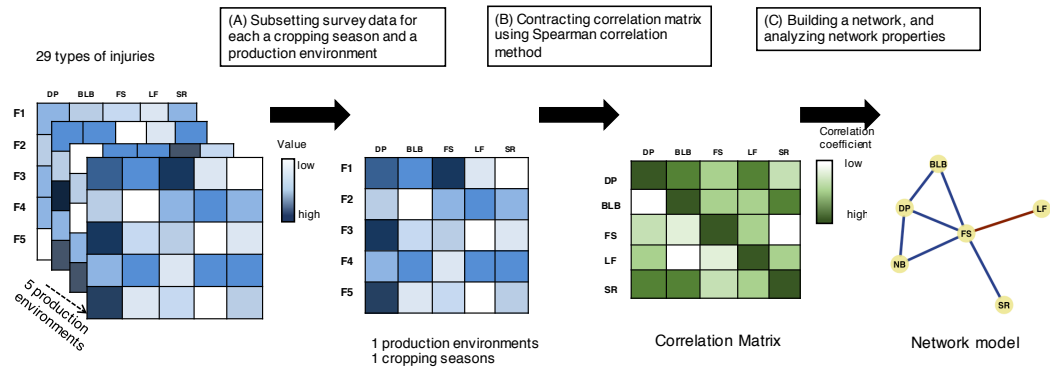 (A) Subsetting survey data for
each a cropping season and a
production environment
(B) Contracting correlation matrix
using Spearman correlation
method
(C) Building a network, and
analyzing network properties
29 types of injuries
DP BLB FS LF SR
F1
F2
F3
F4
F5
Value
low
high
5 production
environments
DP BLB FS LF SR
F1
F2
F3
F4
F5
1 production environments
1 cropping seasons
DP BLB FS LF SR
DP
BLB
FS
LF
SR
Correlation
coefficient
low
high
Correlation Matrix
BLB
DP
LF
FS
NB
SR
Network model